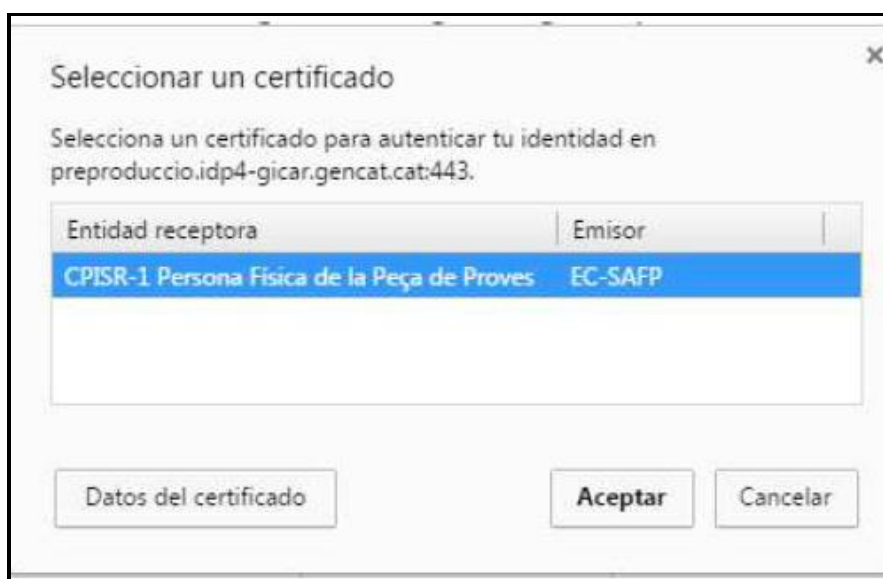 Seleccionar un certificado
Selecciona un certificado para autenticar tu identidad en
preproduccio.idp4-gicar.gencat.cat:443.
Entidad receptora Emisor
CPISR-1 Persona Física de la Peça de Proves EC-SAFP
Datos del certificado Aceptar Cancelar